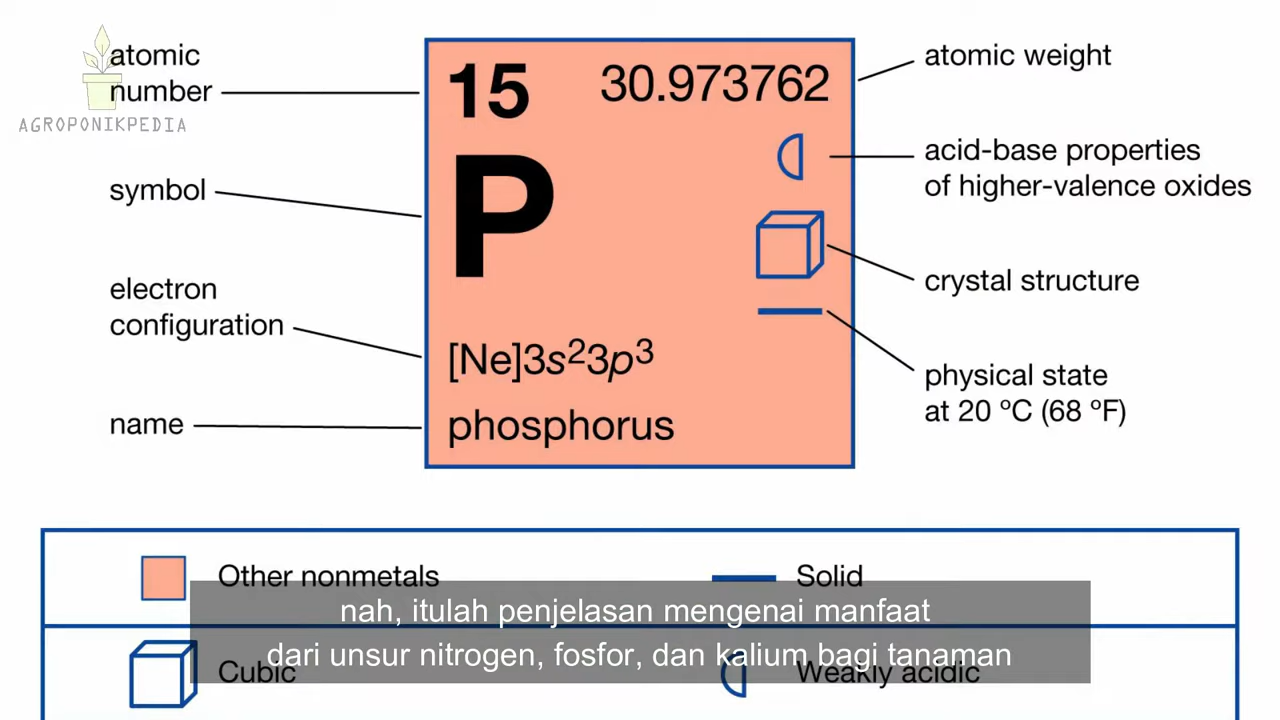 atomic
number
AGROPONIKPEDIA
symbol
electron
configuration
name
15 30.973762
P
[Ne]3s²3p³
phosphorus
atomic weight
acid-base properties
of higher-valence oxides
crystal structure
physical state
at 20 ºC (68 ºF)
Other nonmetals
Solid
Cubic
Weakly acidic
nah, itulah penjelasan mengenai manfaat
dari unsur nitrogen, fosfor, dan kalium bagi tanaman